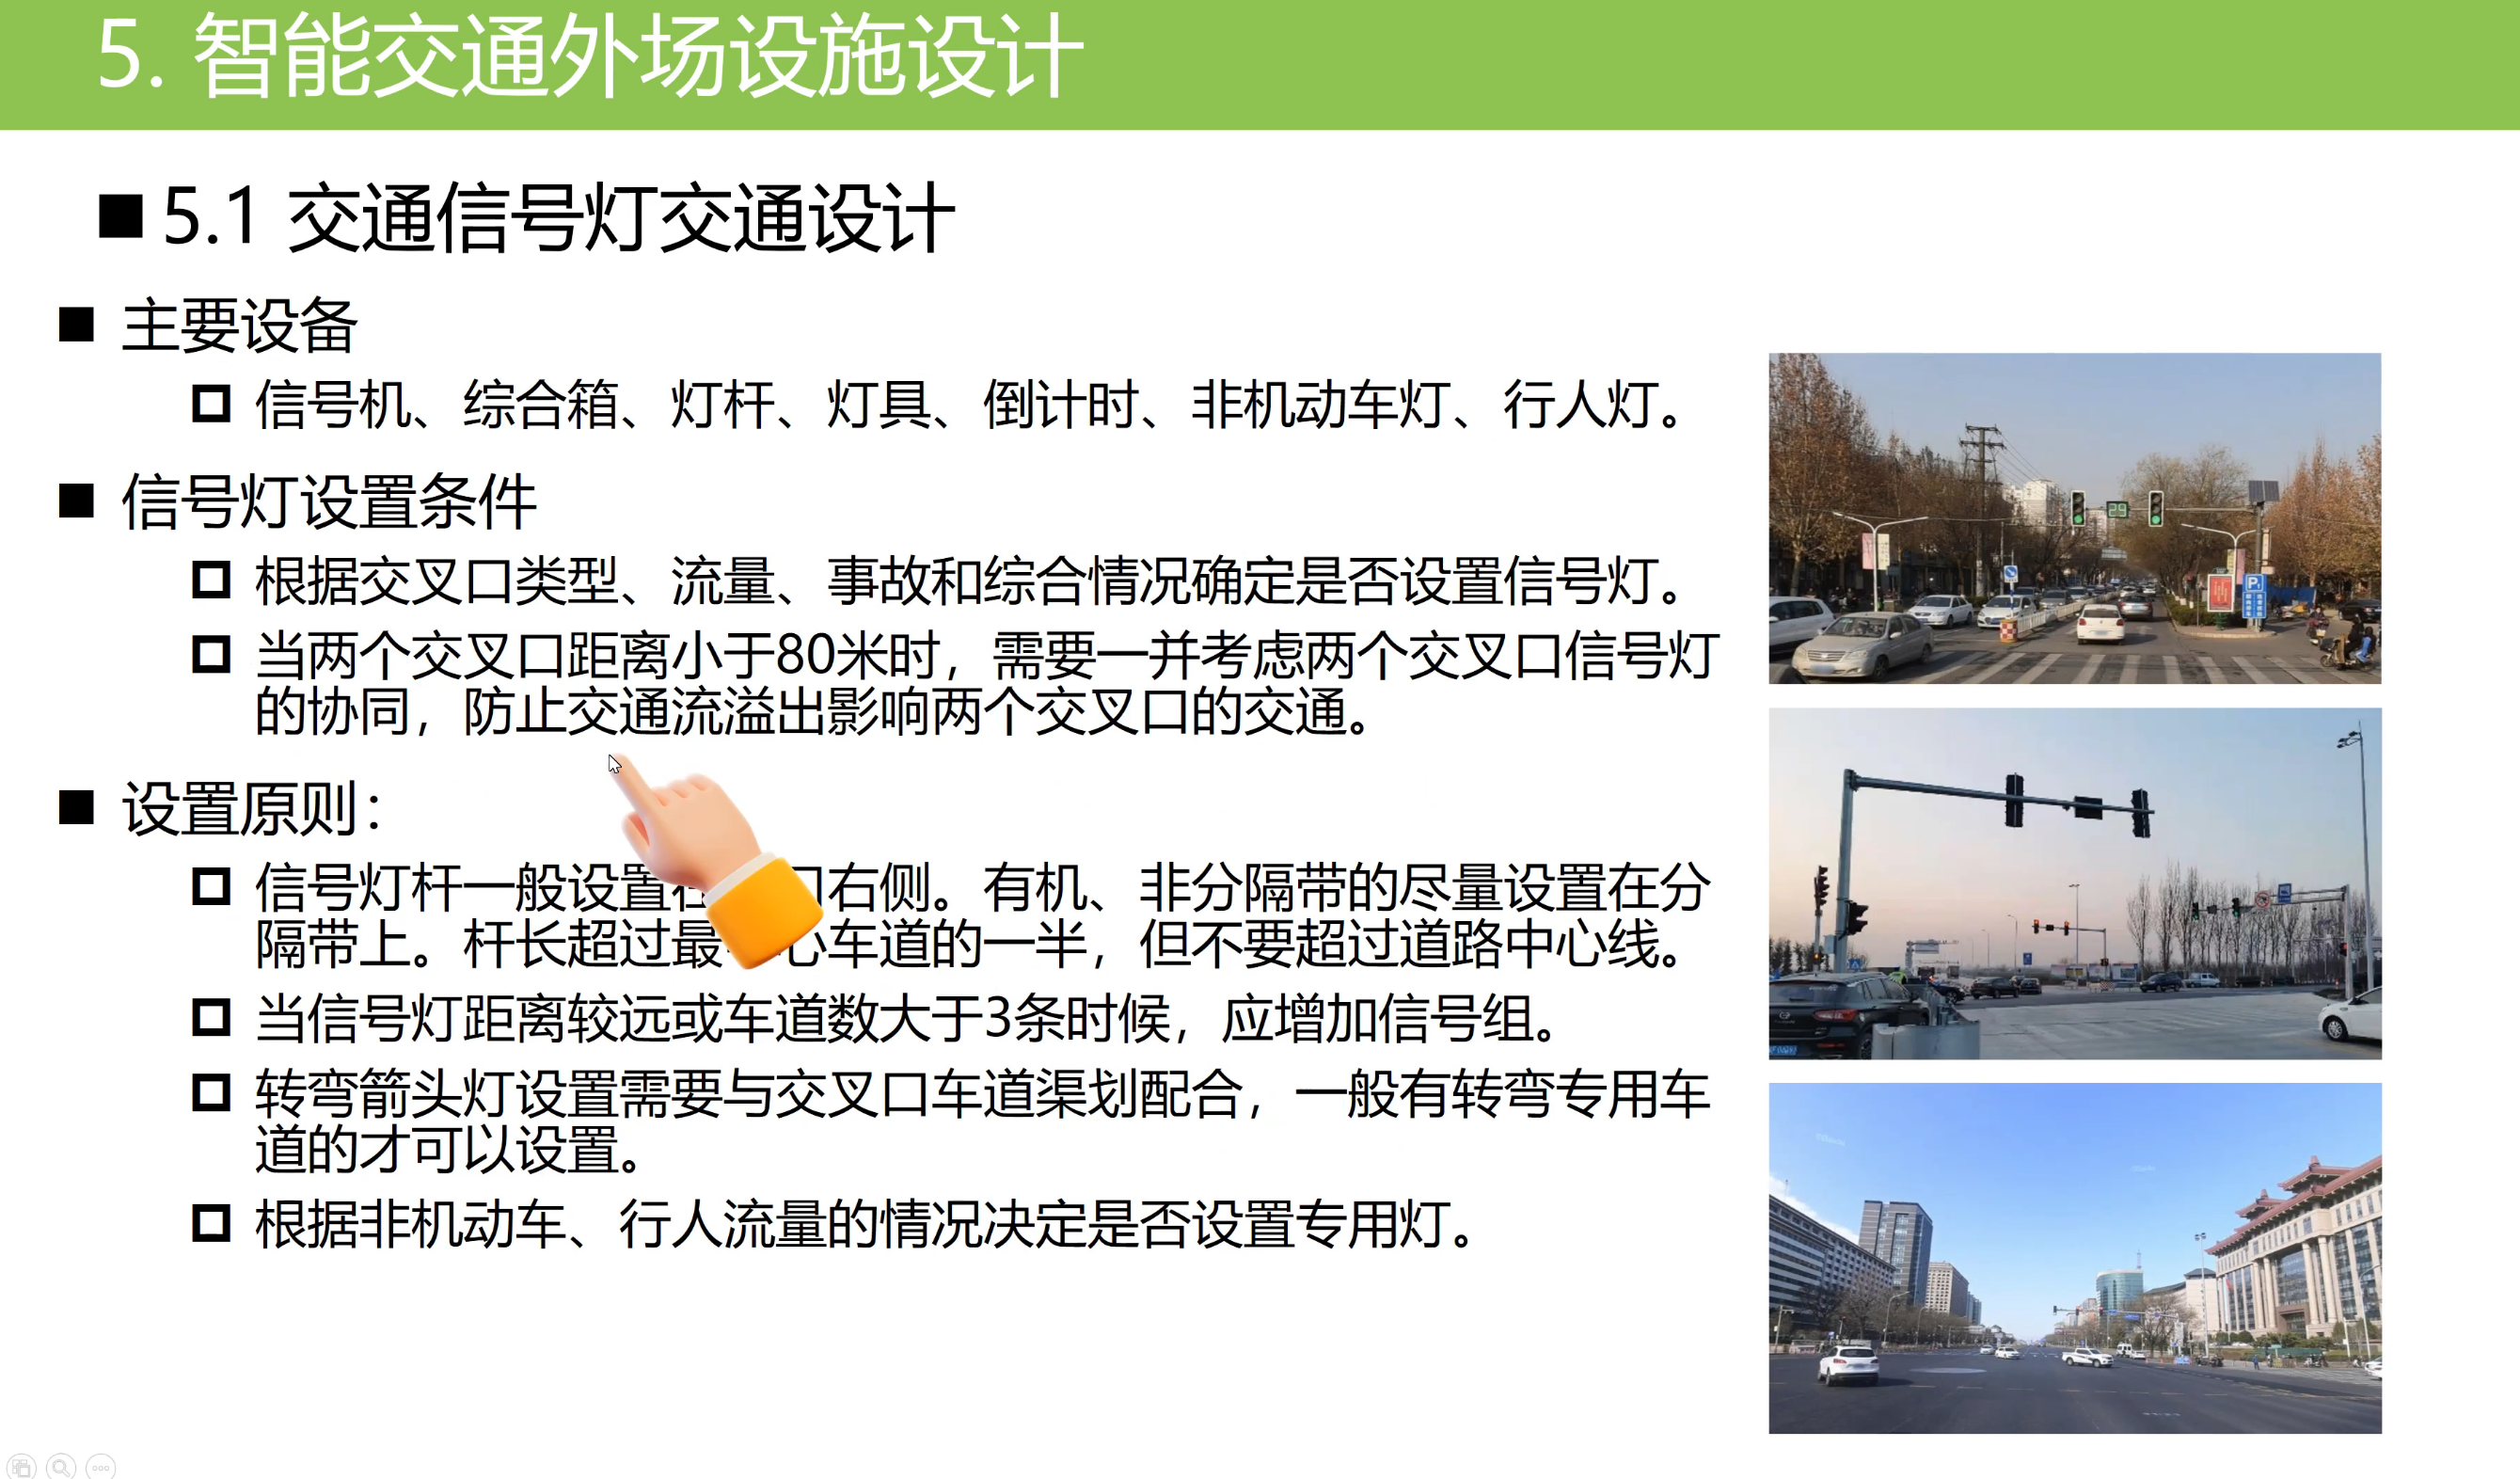 5. 智能交通外场设施设计
5.1 交通信号灯交通设计
主要设备
信号机、综合箱、灯杆、灯具、倒计时、非机动车灯、行人灯。
信号灯设置条件
根据交叉口类型、流量、事故和综合情况确定是否设置信号灯。
当两个交叉口距离小于80米时，需要一并考虑两个交叉口信号灯
的协同，防止交通流溢出影响两个交叉口的交通。
设置原则：
信号灯杆一般设置 右侧。有机、非分隔带的尽量设置在分
隔带上。杆长超过最 车道的一半，但不要超过道路中心线。
当信号灯距离较远或车道数大于3条时候，应增加信号组。
转弯箭头灯设置需要与交叉口车道渠划配合，一般有转弯专用车
道的才可以设置。
根据非机动车、行人流量的情况决定是否设置专用灯。
29
P